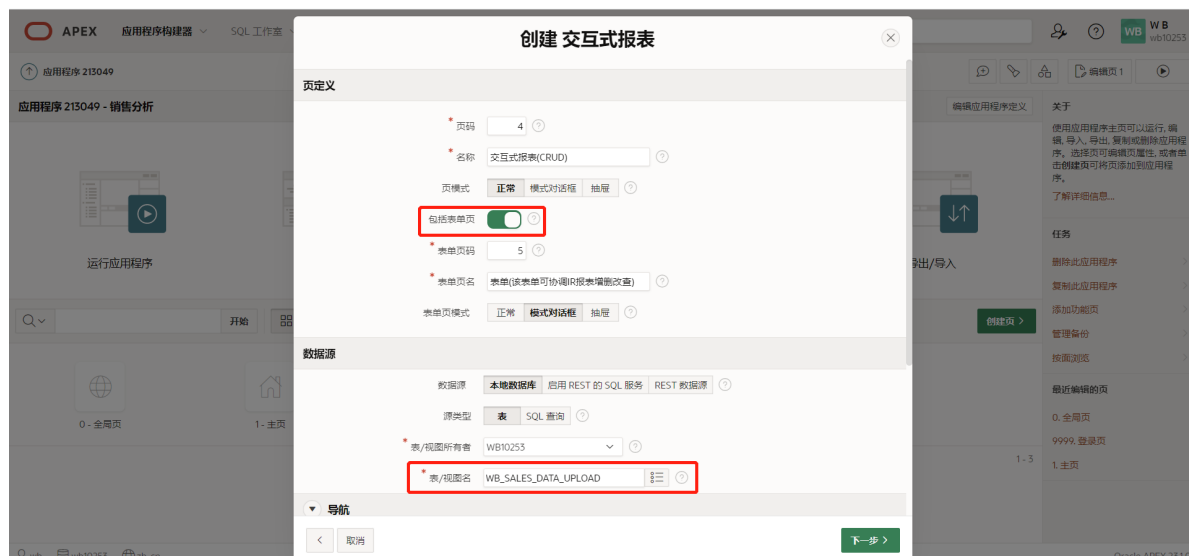 APEX 应用程序构建器 SQL 工作室
WB
W B
wb10253
应用程序 213049
编辑页 1
应用程序 213049 - 销售分析
编辑应用程序定义
运行应用程序
导出/导入
开始
创建页 >
0 - 全局页
1 - 主页
1 - 3
创建 交互式报表
页定义
* 页码 4
* 名称 交互式报表(CRUD)
页模式 正常 模式对话框 抽屉
包括表单页
* 表单页码 5
* 表单页名 表单(该表单可协调IR报表增删改查)
表单页模式 正常 模式对话框 抽屉
数据源
数据源 本地数据库 启用 REST 的 SQL 服务 REST 数据源
源类型 表 SQL 查询
* 表/视图所有者 WB10253
* 表/视图名 WB_SALES_DATA_UPLOAD
导航
取消
下一步 >
关于
使用应用程序主页可以运行, 编
辑, 导入, 导出, 复制或删除应用程
序。选择页可编辑页属性, 或者单
击创建页可将页添加到应用程
序。
了解详细信息...
任务
删除此应用程序
复制此应用程序
添加功能页
管理备份
按面浏览
最近编辑的页
0. 全局页
9999. 登录页
1. 主页